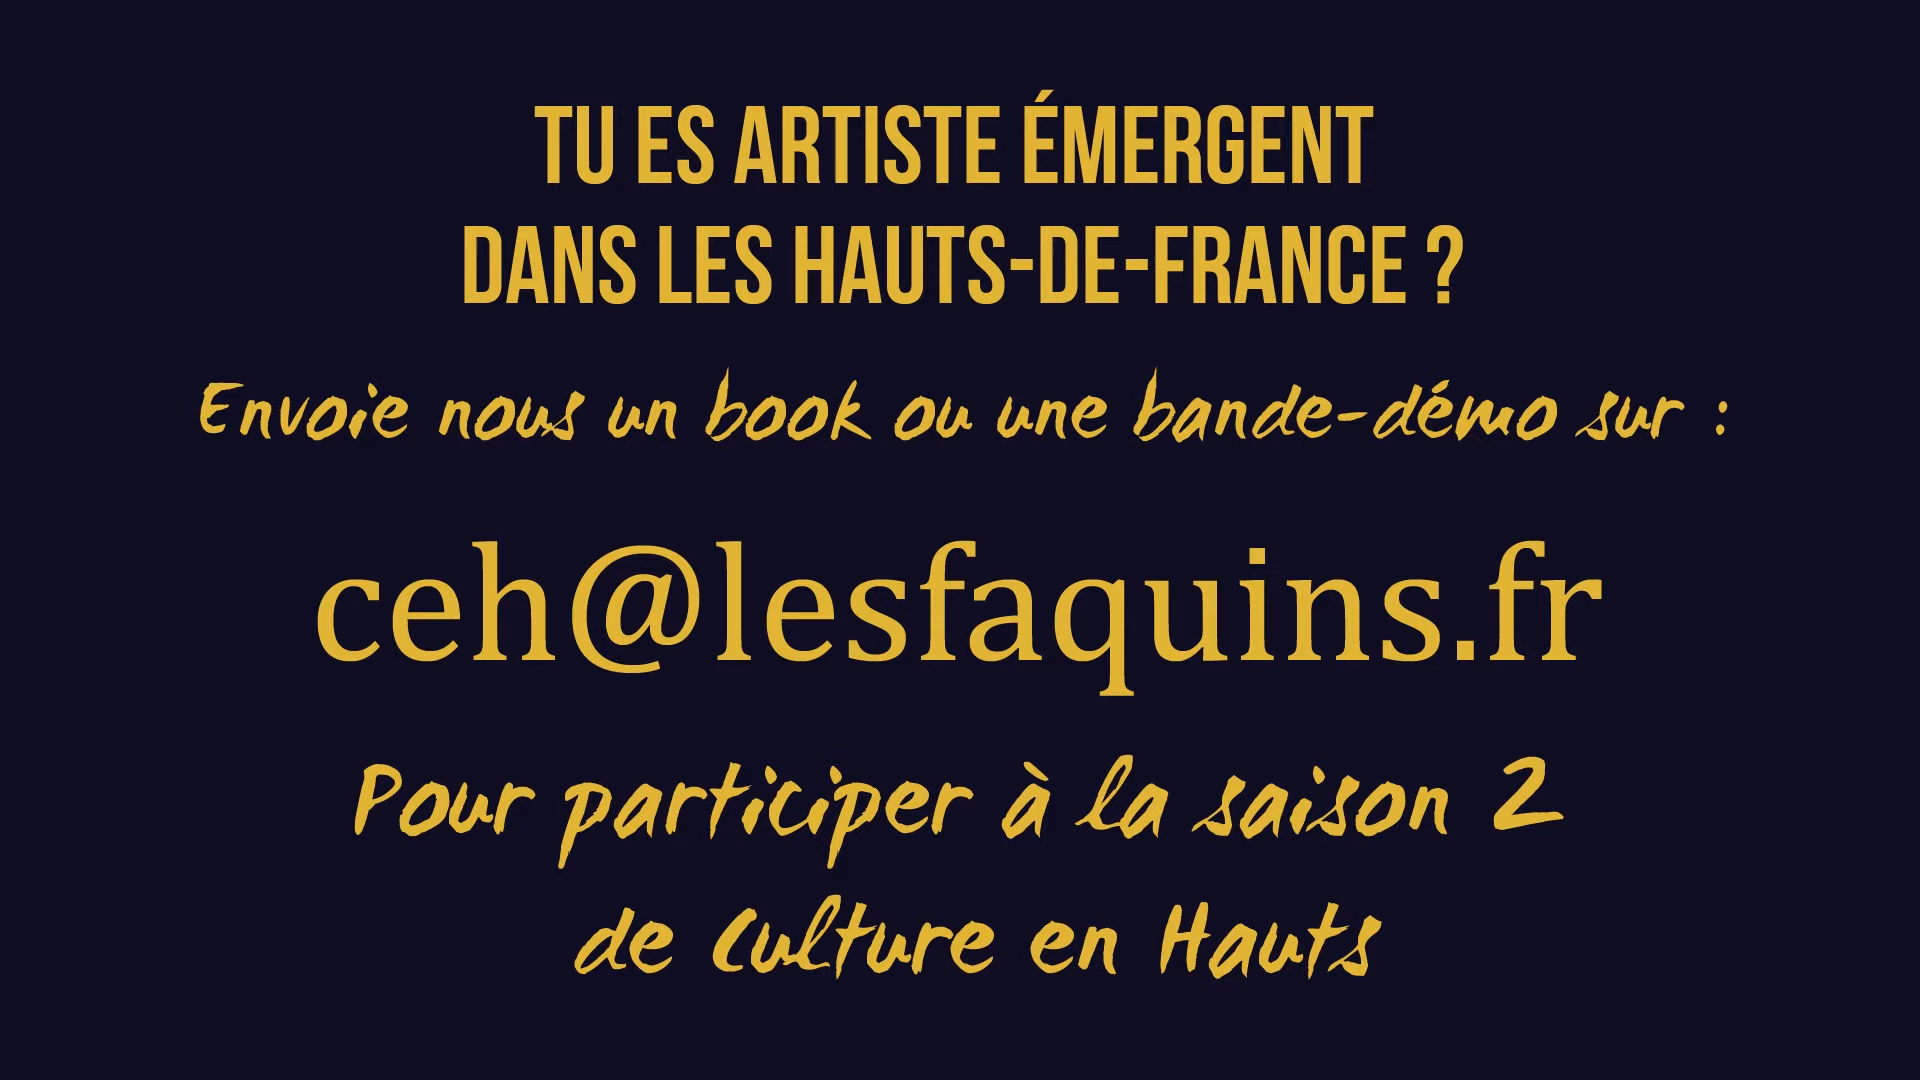 TU ES ARTISTE ÉMERGENT
DANS LES HAUTS-DE-FRANCE ?
Envoie nous un book ou une bande-démo sur :
ceh@lesfaquins.fr
Pour participer à la saison 2
de Culture en Hauts